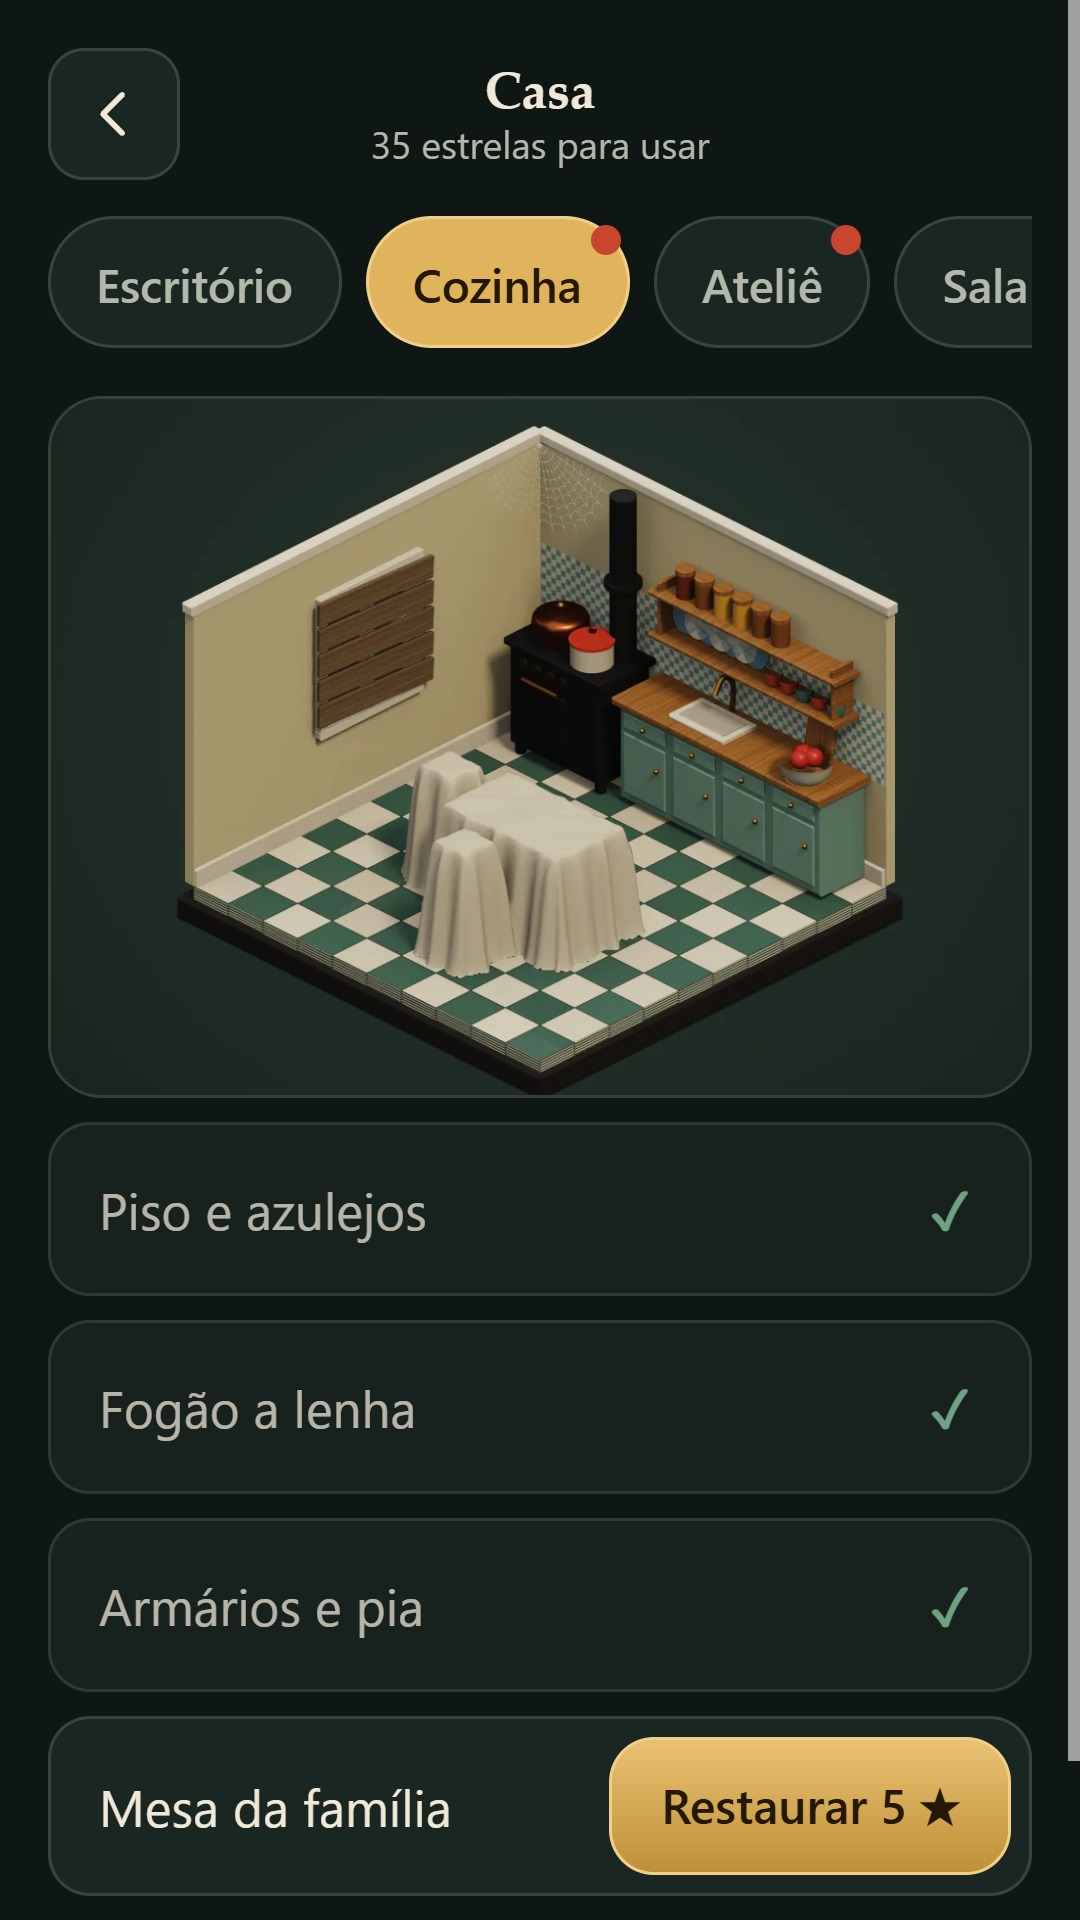 Casa
35 estrelas para usar
Escritório
Cozinha
Ateliê
Sala
Piso e azulejos
✓
Fogão a lenha
✓
Armários e pia
✓
Mesa da família
Restaurar 5 ★